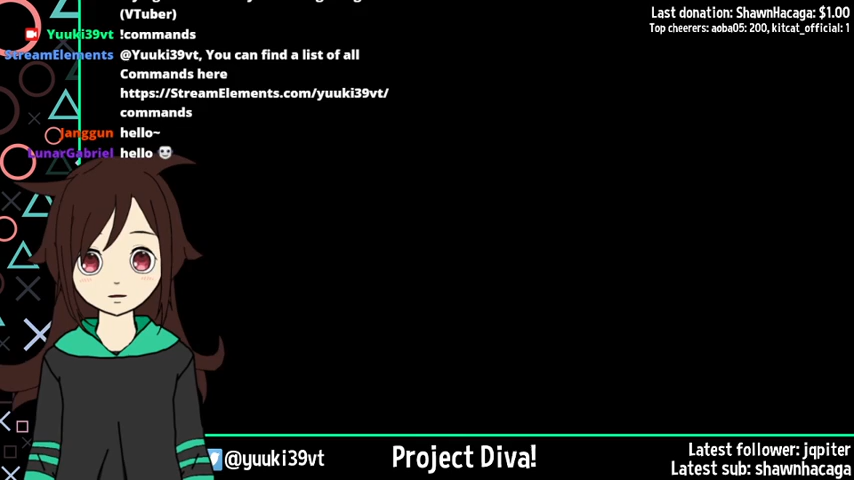 (VTuber)
Yuuki39vt !commands
StreamElements @Yuuki39vt, You can find a list of all
Commands here
https://StreamElements.com/yuuki39vt/
commands
Janggun hello~
LunarGabriel hello
Last donation: ShawnHacaga: $1.00
Top cheerers: aoba05: 200, kitcat_official: 1
@yuuki39vt
Project Diva!
Latest follower: jqpiter
Latest sub: shawnhacaga